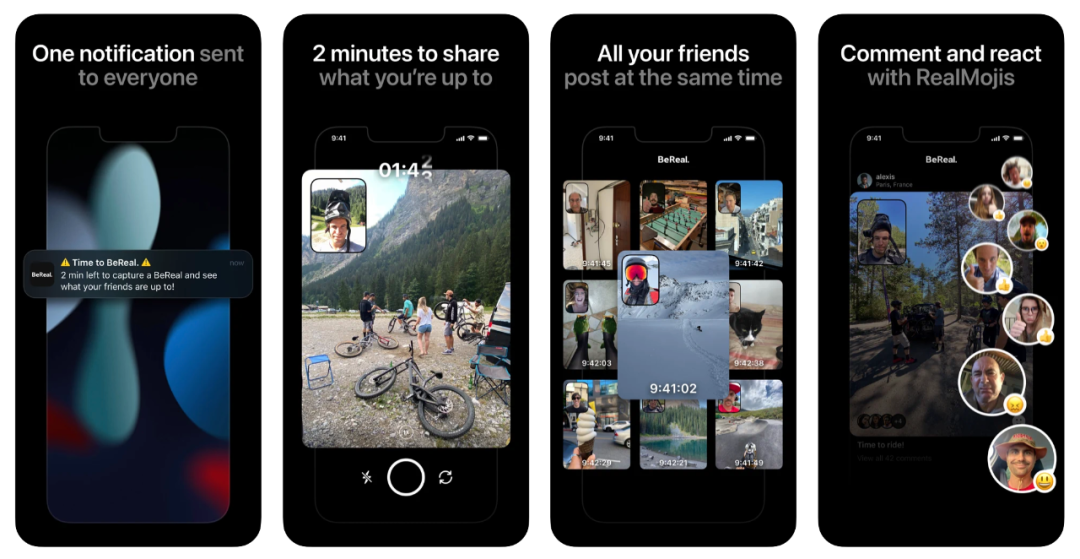 One notification sent
to everyone
BeReal.
⚠️ Time to BeReal. ⚠️
now
2 min left to capture a BeReal and see
what your friends are up to!
2 minutes to share
what you're up to
9:41
01:4
All your friends
post at the same time
9:41
BeReal.
9:41:45
9:41:42
9:41:02
9:42:03
9:42:38
9:42:29
9:42:21
9:41:49
Comment and react
with RealMojis
9:41
BeReal.
alexis
Paris, France
Time to ride!
View all 42 comments